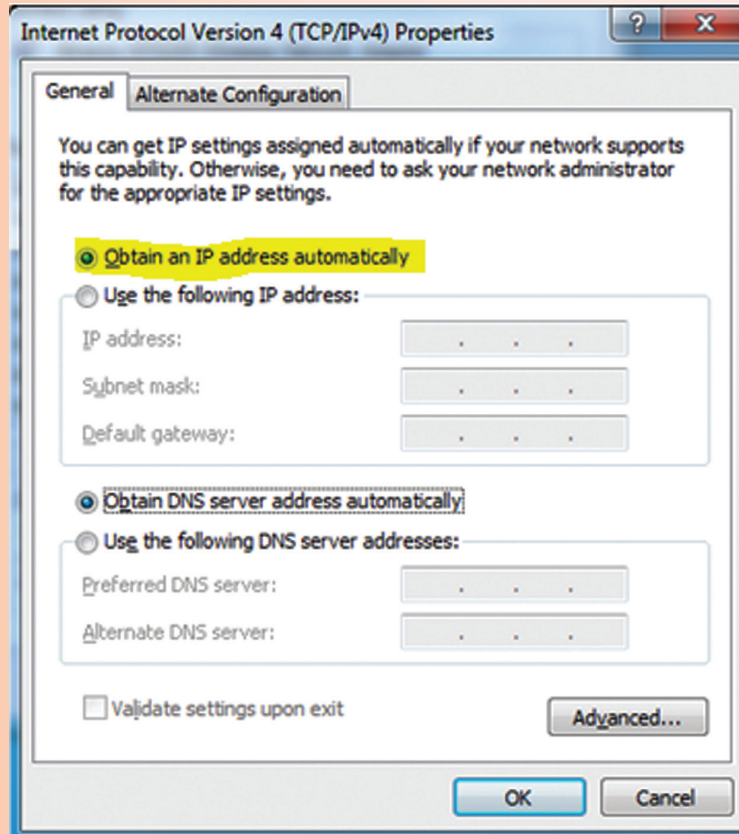 Internet Protocol Version 4 (TCP/IPv4) Properties
General
Alternate Configuration
You can get IP settings assigned automatically if your network supports
this capability. Otherwise, you need to ask your network administrator
for the appropriate IP settings.
Obtain an IP address automatically
Use the following IP address:
IP address:
Subnet mask:
Default gateway:
Obtain DNS server address automatically
Use the following DNS server addresses:
Preferred DNS server:
Alternate DNS server:
Validate settings upon exit
Advanced...
OK
Cancel